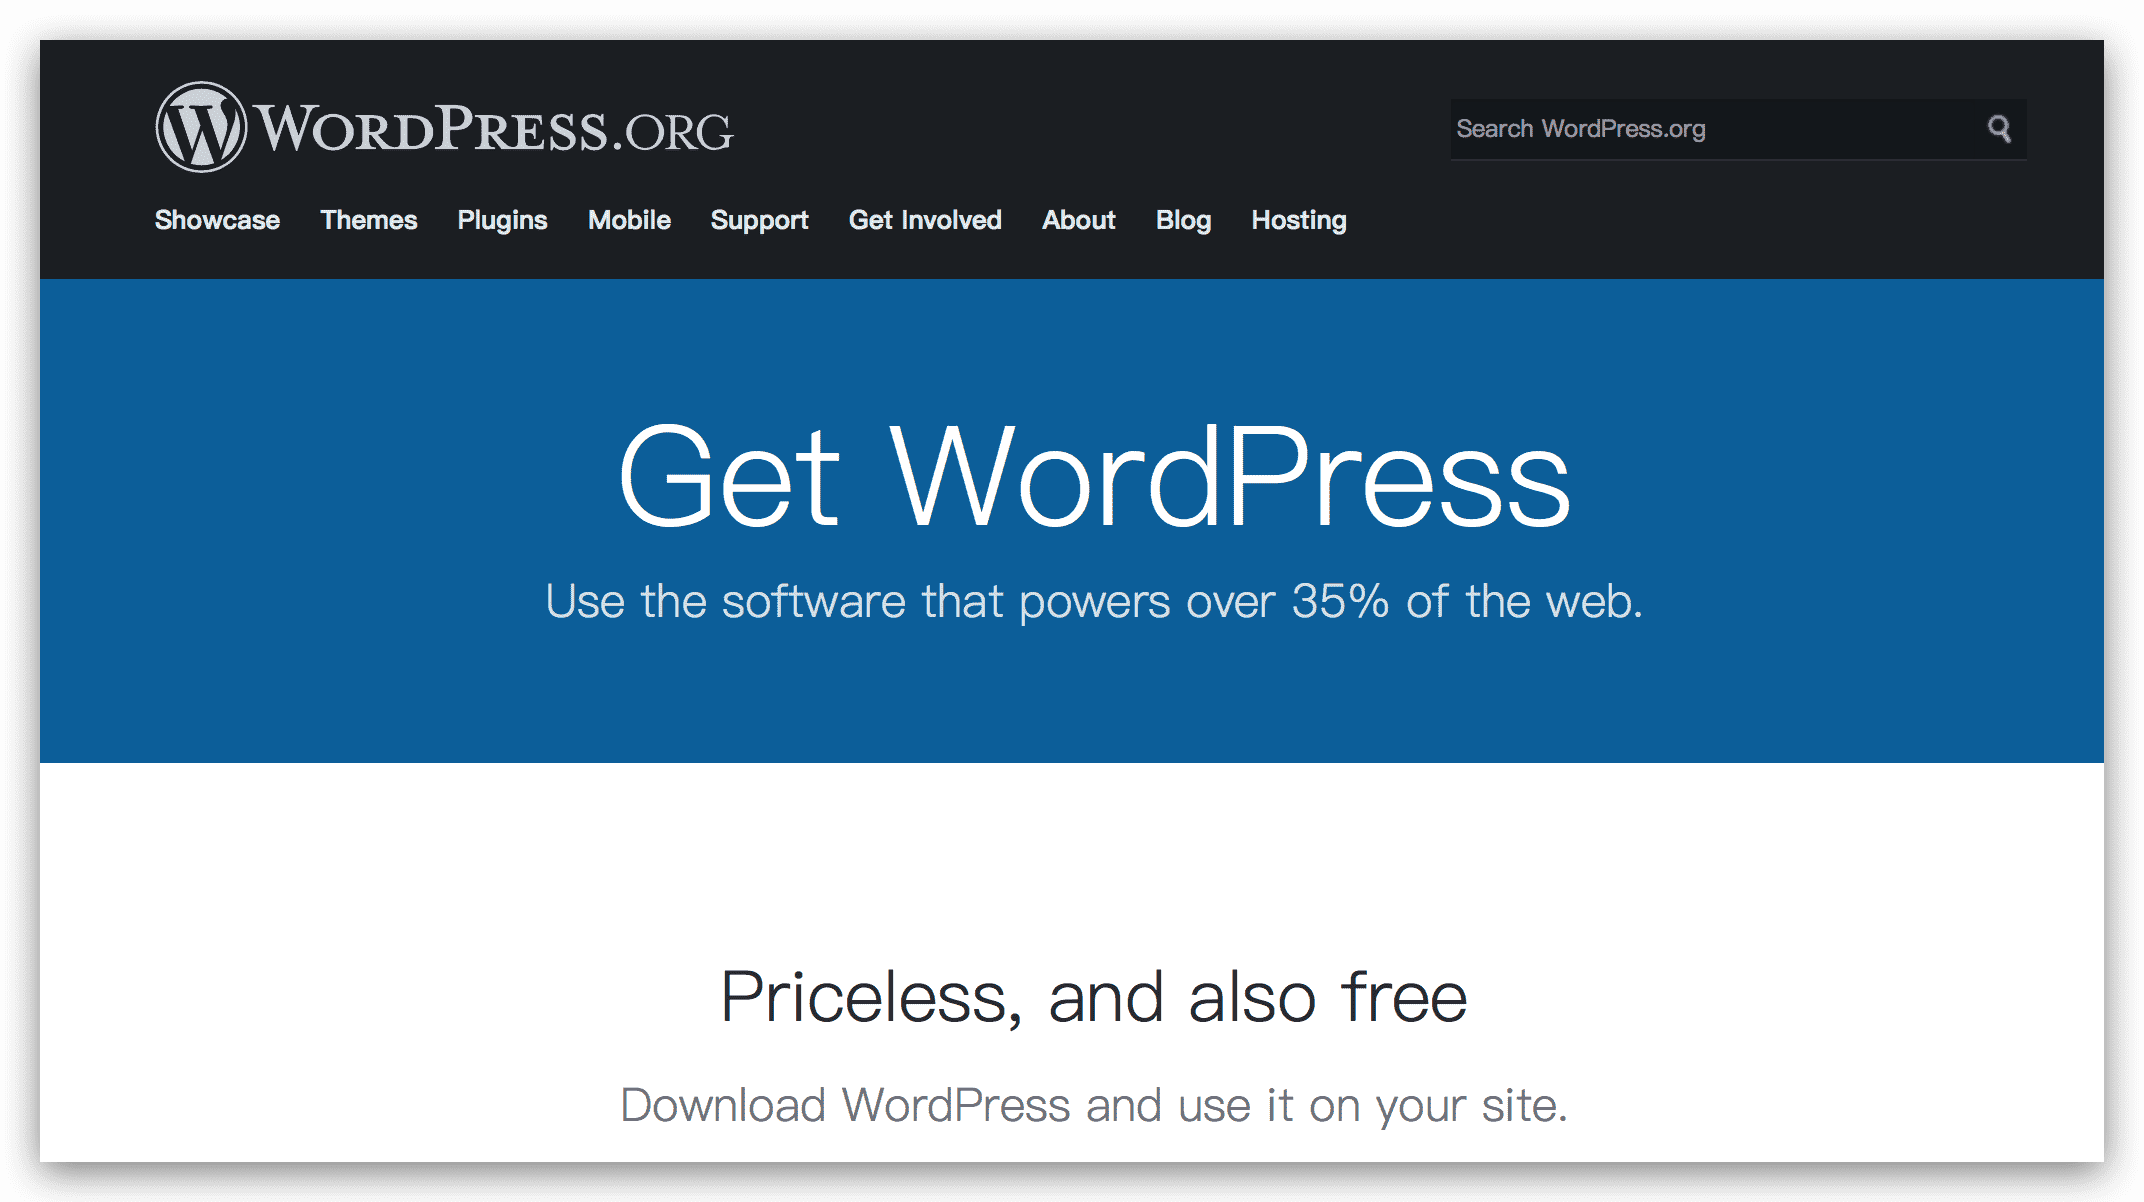 WORDPRESS.ORG
Search WordPress.org
Showcase Themes Plugins Mobile Support Get Involved About Blog Hosting
Get WordPress
Use the software that powers over 35% of the web.
Priceless, and also free
Download WordPress and use it on your site.